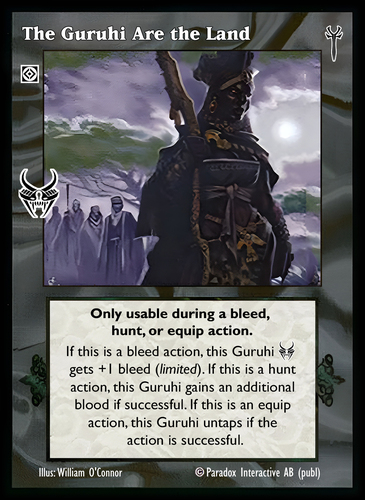 The Guruhi Are the Land
Only usable during a bleed,
hunt, or equip action.
If this is a bleed action, this Guruhi
gets +1 bleed (limited). If this is a hunt
action, this Guruhi gains an additional
blood if successful. If this is an equip
action, this Guruhi untaps if the
action is successful.
Illus: William O'Connor
© Paradox Interactive AB (publ)